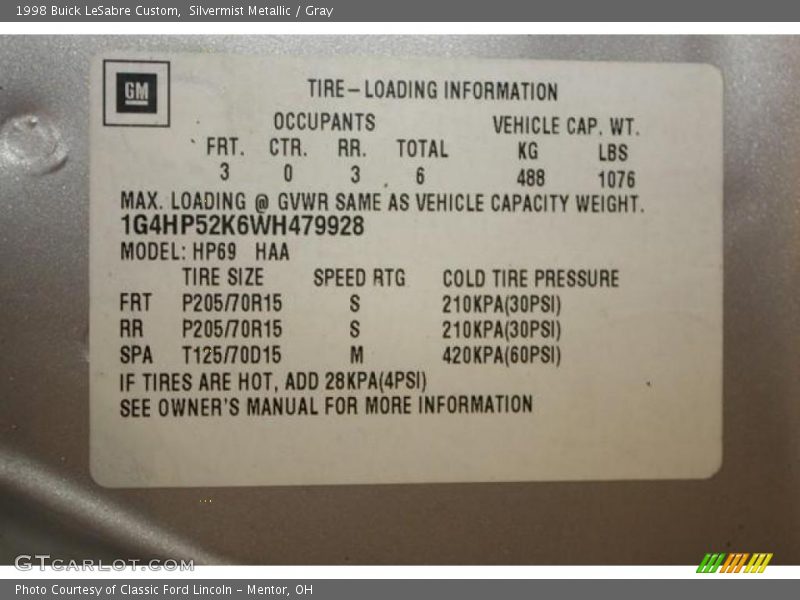 1998 Buick LeSabre Custom,  Silvermist Metallic / Gray
GM
TIRE-LOADING INFORMATION
OCCUPANTS VEHICLE CAP. WT.
FRT. CTR. RR. TOTAL KG LBS
3 0 3 6 488 1076
MAX. LOADING @ GVWR SAME AS VEHICLE CAPACITY WEIGHT.
1G4HP52K6WH479928
MODEL: HP69 HAA
TIRE SIZE SPEED RTG COLD TIRE PRESSURE
FRT P205/70R15 S 210KPA(30PSI)
RR P205/70R15 S 210KPA(30PSI)
SPA T125/70D15 M 420KPA(60PSI)
IF TIRES ARE HOT, ADD 28KPA(4PSI)
SEE OWNER'S MANUAL FOR MORE INFORMATION
GTCARLOT.COM
Photo Courtesy of Classic Ford Lincoln - Mentor, OH